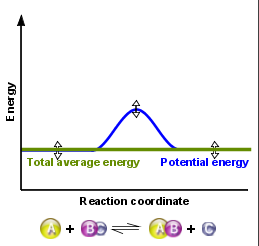 Energy
Total average energy Potential energy
Reaction coordinate
A + BC ⇌ AB + C